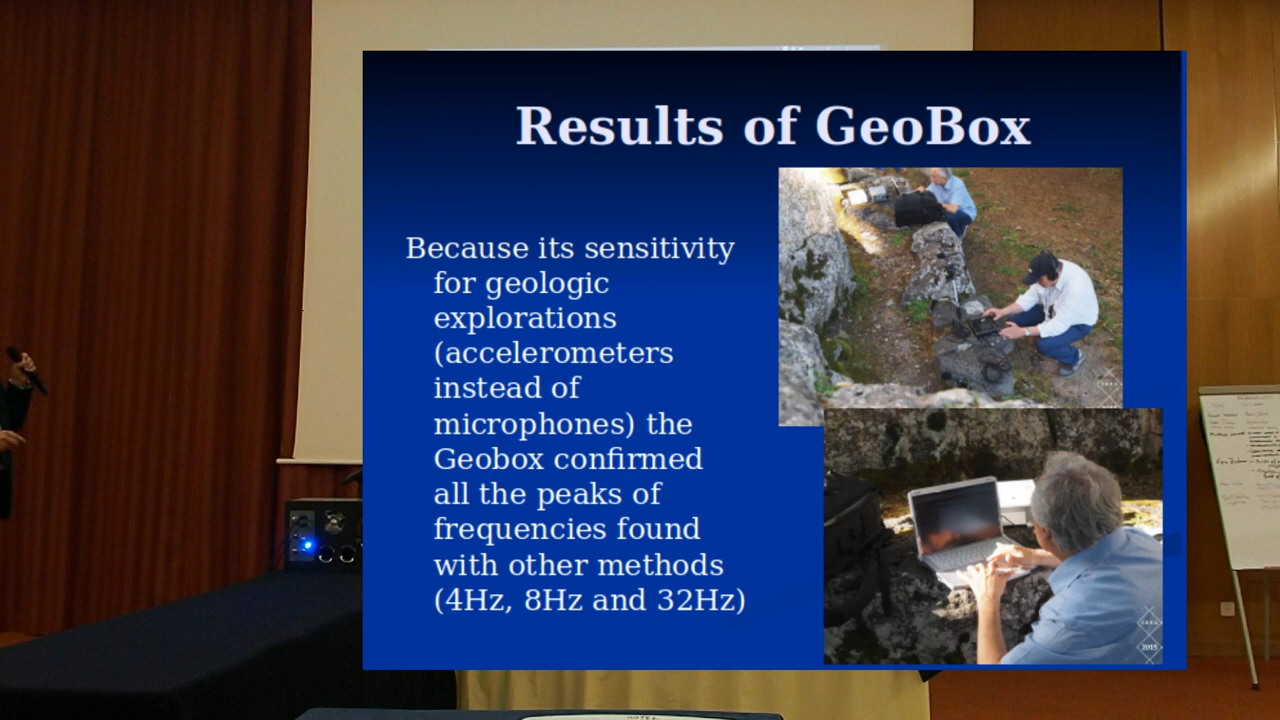 Results of GeoBox
Because its sensitivity
for geologic
explorations
(accelerometers
instead of
microphones) the
Geobox confirmed
all the peaks of
frequencies found
with other methods
(4Hz, 8Hz and 32Hz)
2015